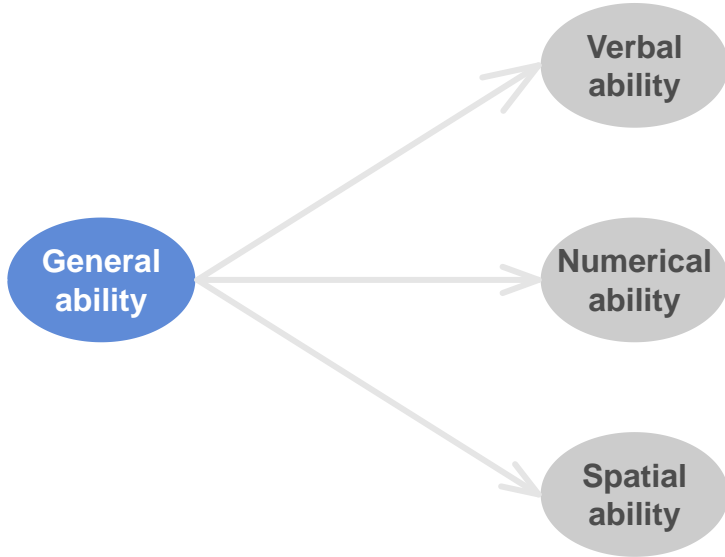 Verbal
ability
General
ability
Numerical
ability
Spatial
ability